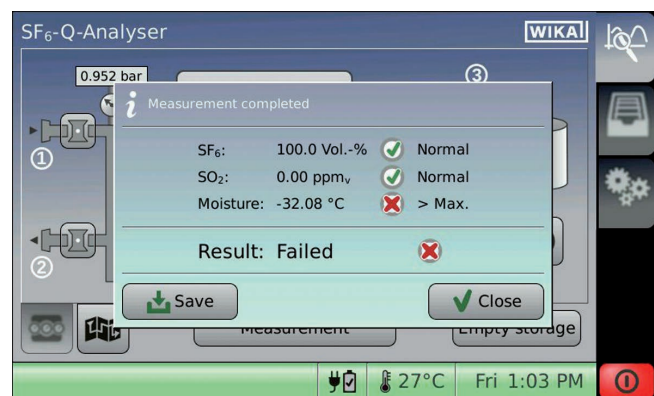 SF₆-Q-Analyser
WIKA
0.952 bar
③
①
②
i Measurement completed
SF₆: 100.0 Vol.-% Normal
SO₂: 0.00 ppmᵥ Normal
Moisture: -32.08 °C > Max.
Result: Failed
Save
Close
Measurement
Empty storage
27°C
Fri 1:03 PM